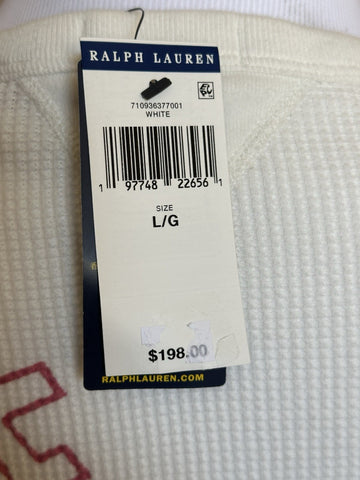 RALPH LAUREN
710936377001
WHITE
1 97748 22656 1
SIZE
L/G
$198.00
RALPHLAUREN.COM